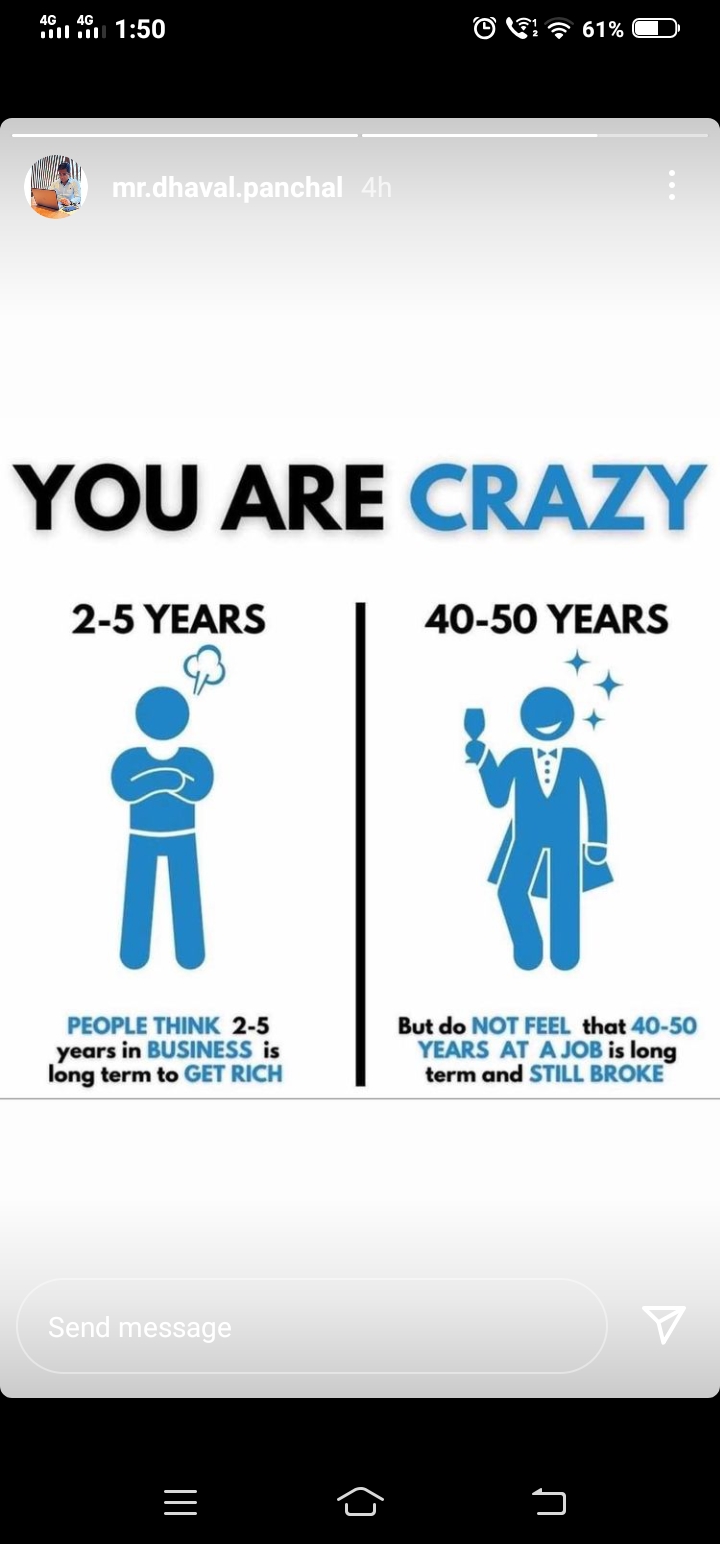 4G 4G 1:50 1 2 61%
mr.dhaval.panchal 4h
YOU ARE CRAZY
2-5 YEARS
PEOPLE THINK 2-5
years in BUSINESS is
long term to GET RICH
40-50 YEARS
But do NOT FEEL that 40-50
YEARS AT A JOB is long
term and STILL BROKE
Send message